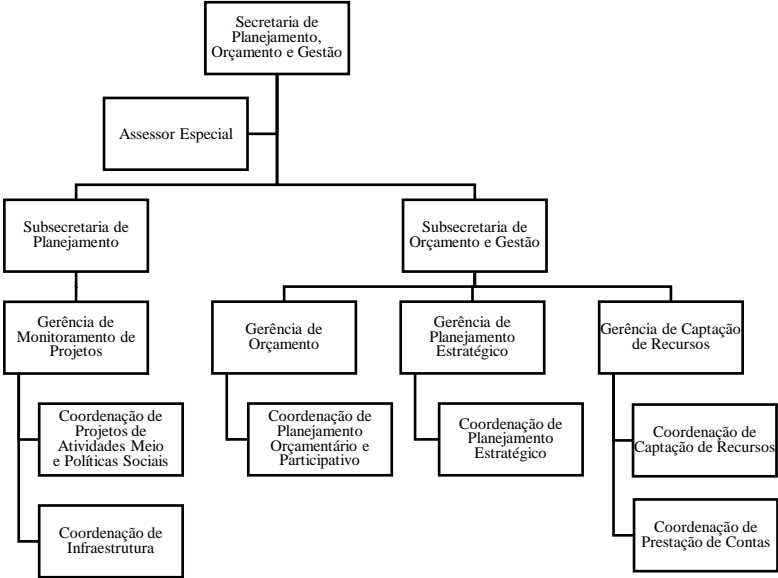 Secretaria de
Planejamento,
Orçamento e Gestão
Assessor Especial
Subsecretaria de
Planejamento
Subsecretaria de
Orçamento e Gestão
Gerência de
Monitoramento de
Projetos
Gerência de
Orçamento
Gerência de
Planejamento
Estratégico
Gerência de Captação
de Recursos
Coordenação de
Projetos de
Atividades Meio
e Políticas Sociais
Coordenação de
Planejamento
Orçamentário e
Participativo
Coordenação de
Planejamento
Estratégico
Coordenação de
Captação de Recursos
Coordenação de
Infraestrutura
Coordenação de
Prestação de Contas